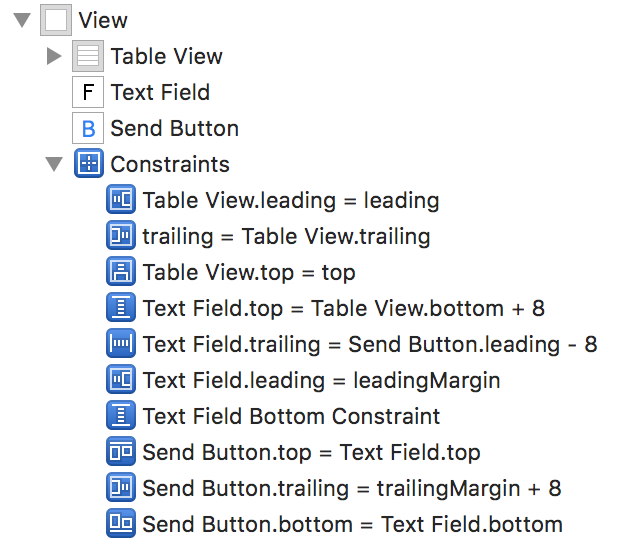 View
Table View
F Text Field
B Send Button
Constraints
Table View.leading = leading
trailing = Table View.trailing
Table View.top = top
Text Field.top = Table View.bottom + 8
Text Field.trailing = Send Button.leading - 8
Text Field.leading = leadingMargin
Text Field Bottom Constraint
Send Button.top = Text Field.top
Send Button.trailing = trailingMargin + 8
Send Button.bottom = Text Field.bottom